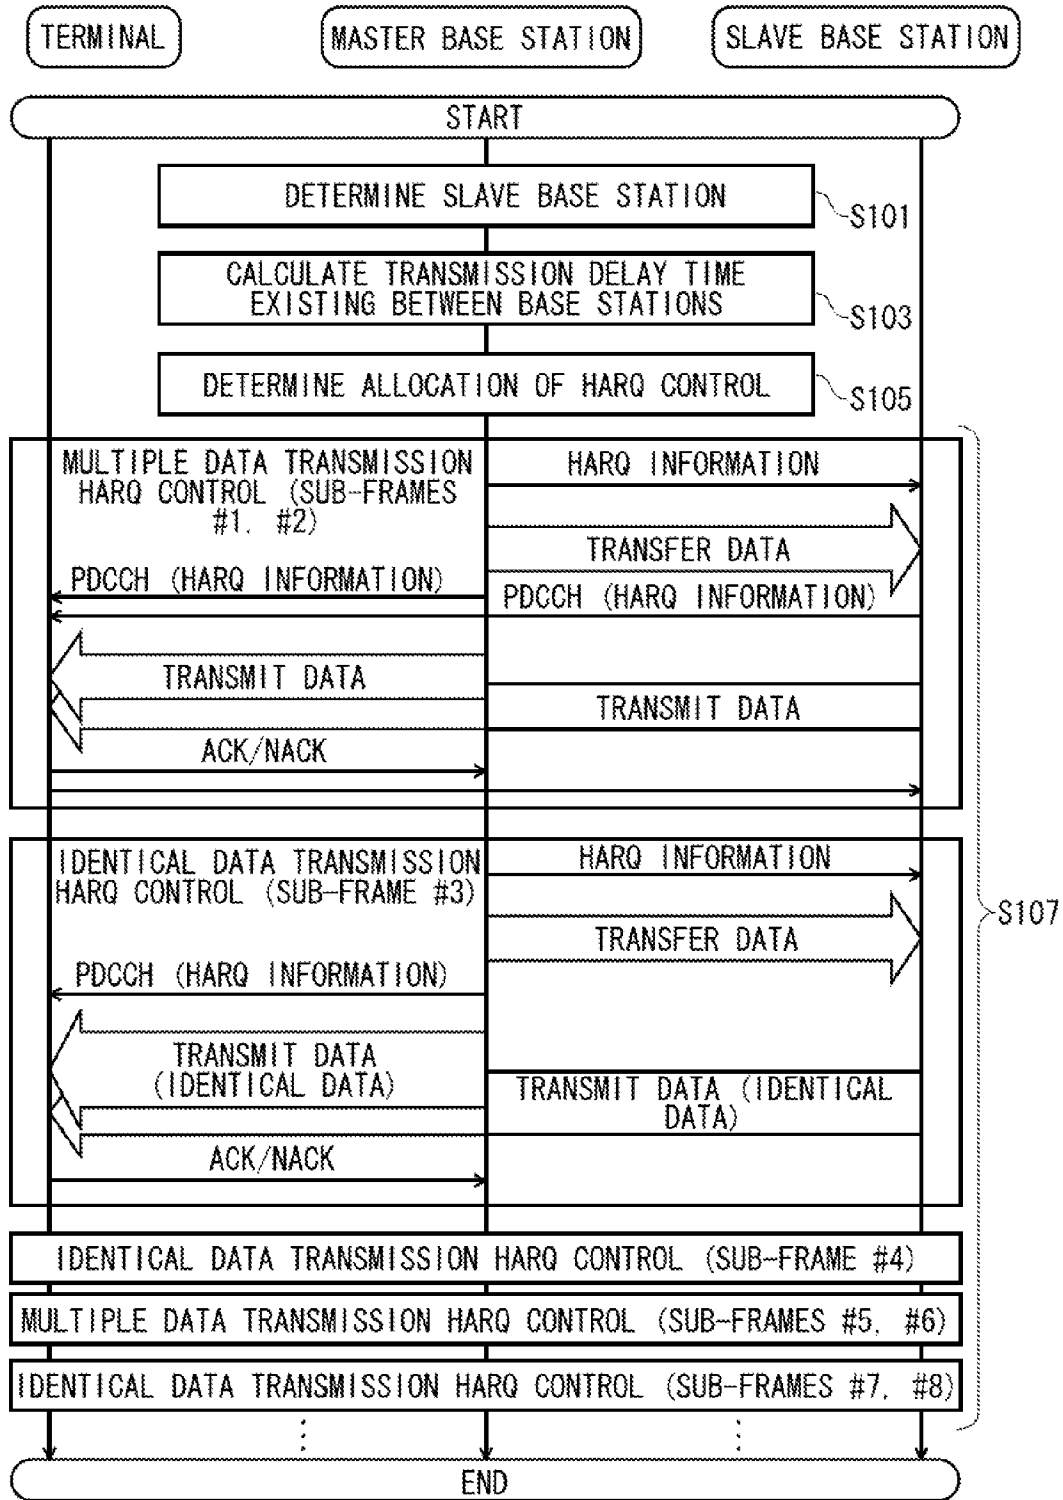 TERMINAL
MASTER BASE STATION
SLAVE BASE STATION
START
DETERMINE SLAVE BASE STATION
S101
CALCULATE TRANSMISSION DELAY TIME
EXISTING BETWEEN BASE STATIONS
S103
DETERMINE ALLOCATION OF HARQ CONTROL
S105
MULTIPLE DATA TRANSMISSION
HARQ CONTROL (SUB-FRAMES
#1, #2)
HARQ INFORMATION
TRANSFER DATA
PDCCH (HARQ INFORMATION)
PDCCH (HARQ INFORMATION)
TRANSMIT DATA
TRANSMIT DATA
ACK/NACK
IDENTICAL DATA TRANSMISSION
HARQ CONTROL (SUB-FRAME #3)
HARQ INFORMATION
S107
TRANSFER DATA
PDCCH (HARQ INFORMATION)
TRANSMIT DATA
(IDENTICAL DATA)
TRANSMIT DATA (IDENTICAL
DATA)
ACK/NACK
IDENTICAL DATA TRANSMISSION HARQ CONTROL (SUB-FRAME #4)
MULTIPLE DATA TRANSMISSION HARQ CONTROL (SUB-FRAMES #5, #6)
IDENTICAL DATA TRANSMISSION HARQ CONTROL (SUB-FRAMES #7, #8)
END